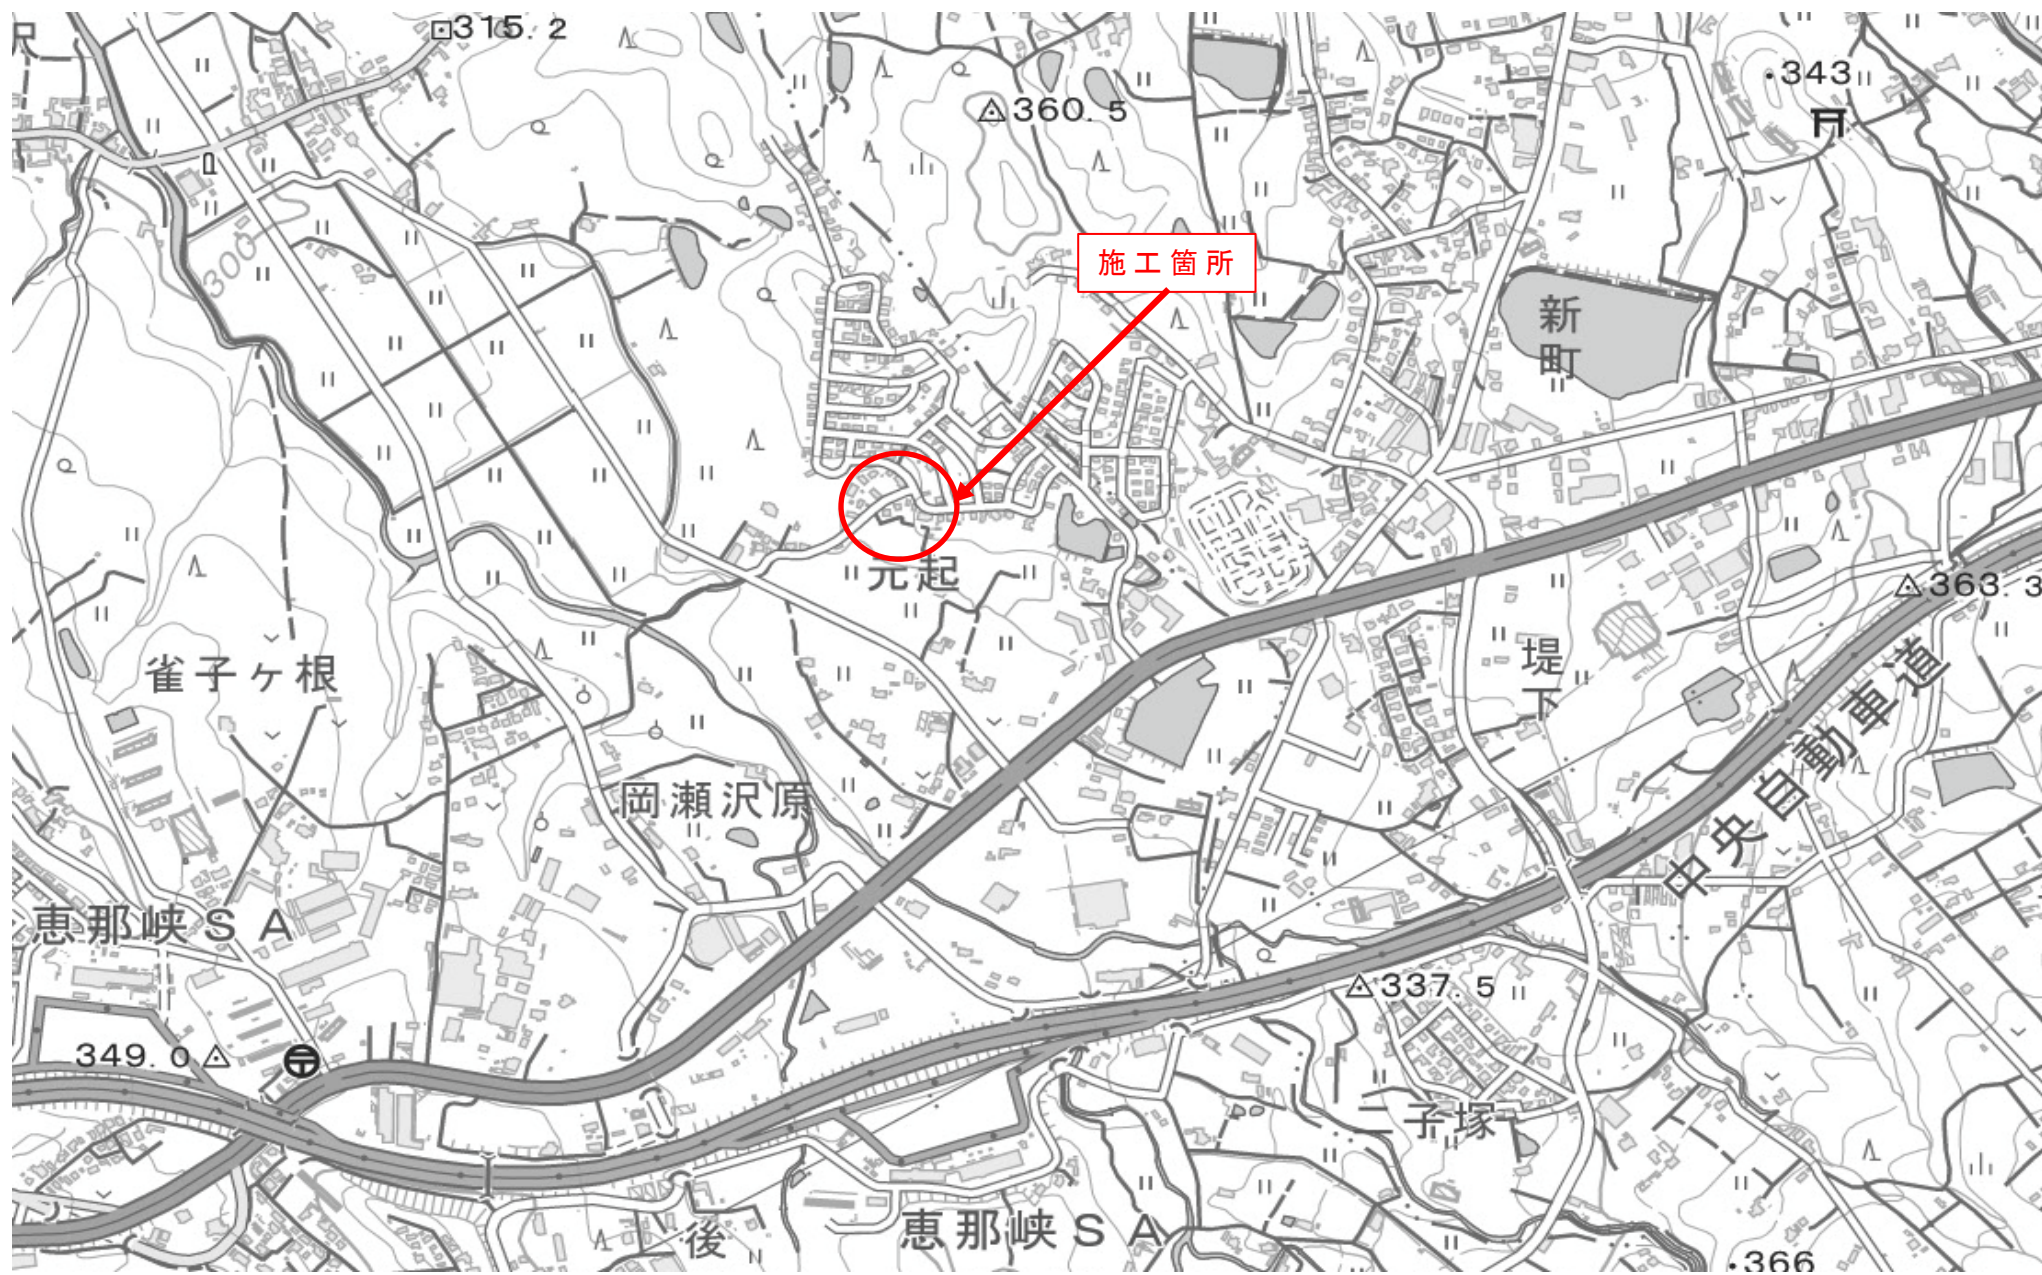 315.2
343
360.5
300
施工箇所
新町
元起
363.3
雀子ヶ根
堤下
中央自動車道
岡瀬沢原
恵那峡ＳＡ
337.5
349.0
二子塚
後
恵那峡ＳＡ
366